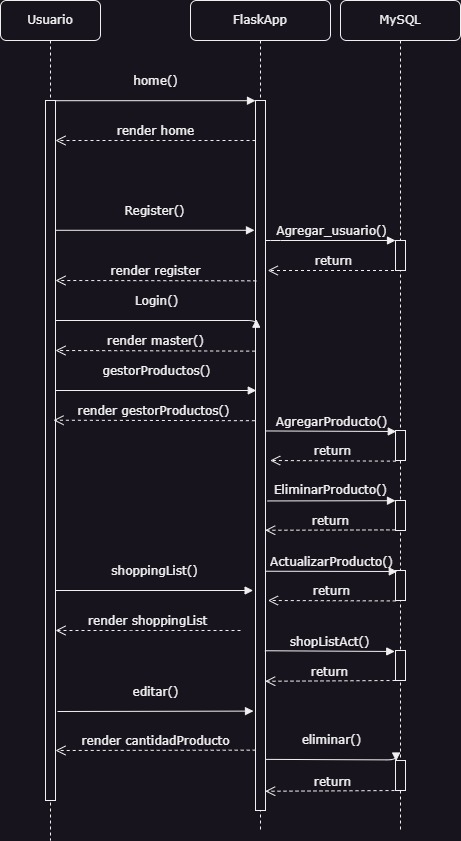 Usuario
FlaskApp
MySQL
home()
render home
Register()
Agregar_usuario()
return
render register
Login()
render master()
gestorProductos()
render gestorProductos()
AgregarProducto()
return
EliminarProducto()
return
ActualizarProducto()
shoppingList()
return
render shoppingList
shopListAct()
return
editar()
render cantidadProducto
eliminar()
return